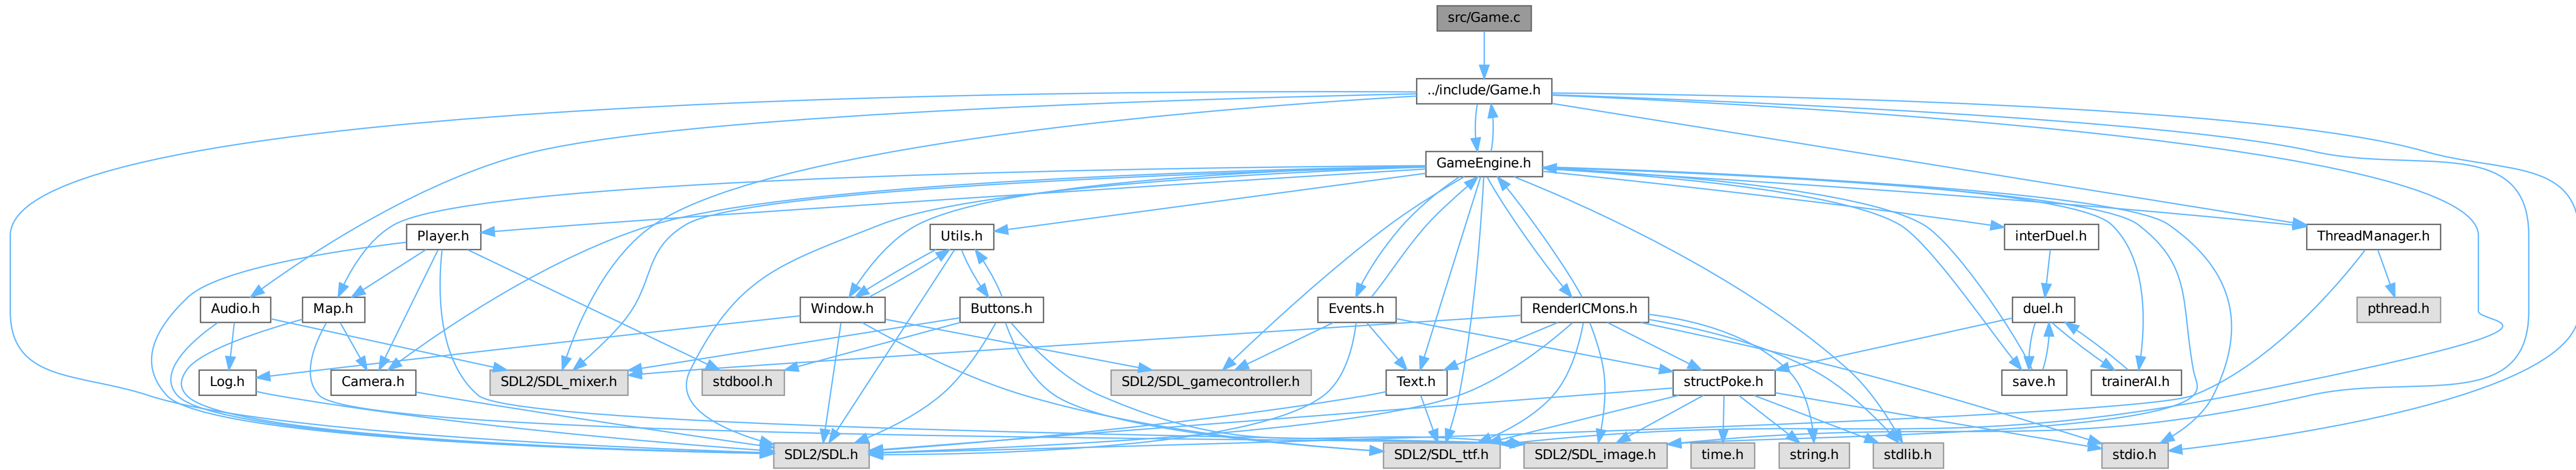 src/Game.c
../include/Game.h
GameEngine.h
Player.h
Utils.h
interDuel.h
ThreadManager.h
Audio.h
Map.h
Window.h
Buttons.h
Events.h
RenderICMons.h
duel.h
pthread.h
Log.h
Camera.h
SDL2/SDL_mixer.h
stdbool.h
SDL2/SDL_gamecontroller.h
Text.h
structPoke.h
save.h
trainerAI.h
SDL2/SDL.h
SDL2/SDL_ttf.h
SDL2/SDL_image.h
time.h
string.h
stdlib.h
stdio.h